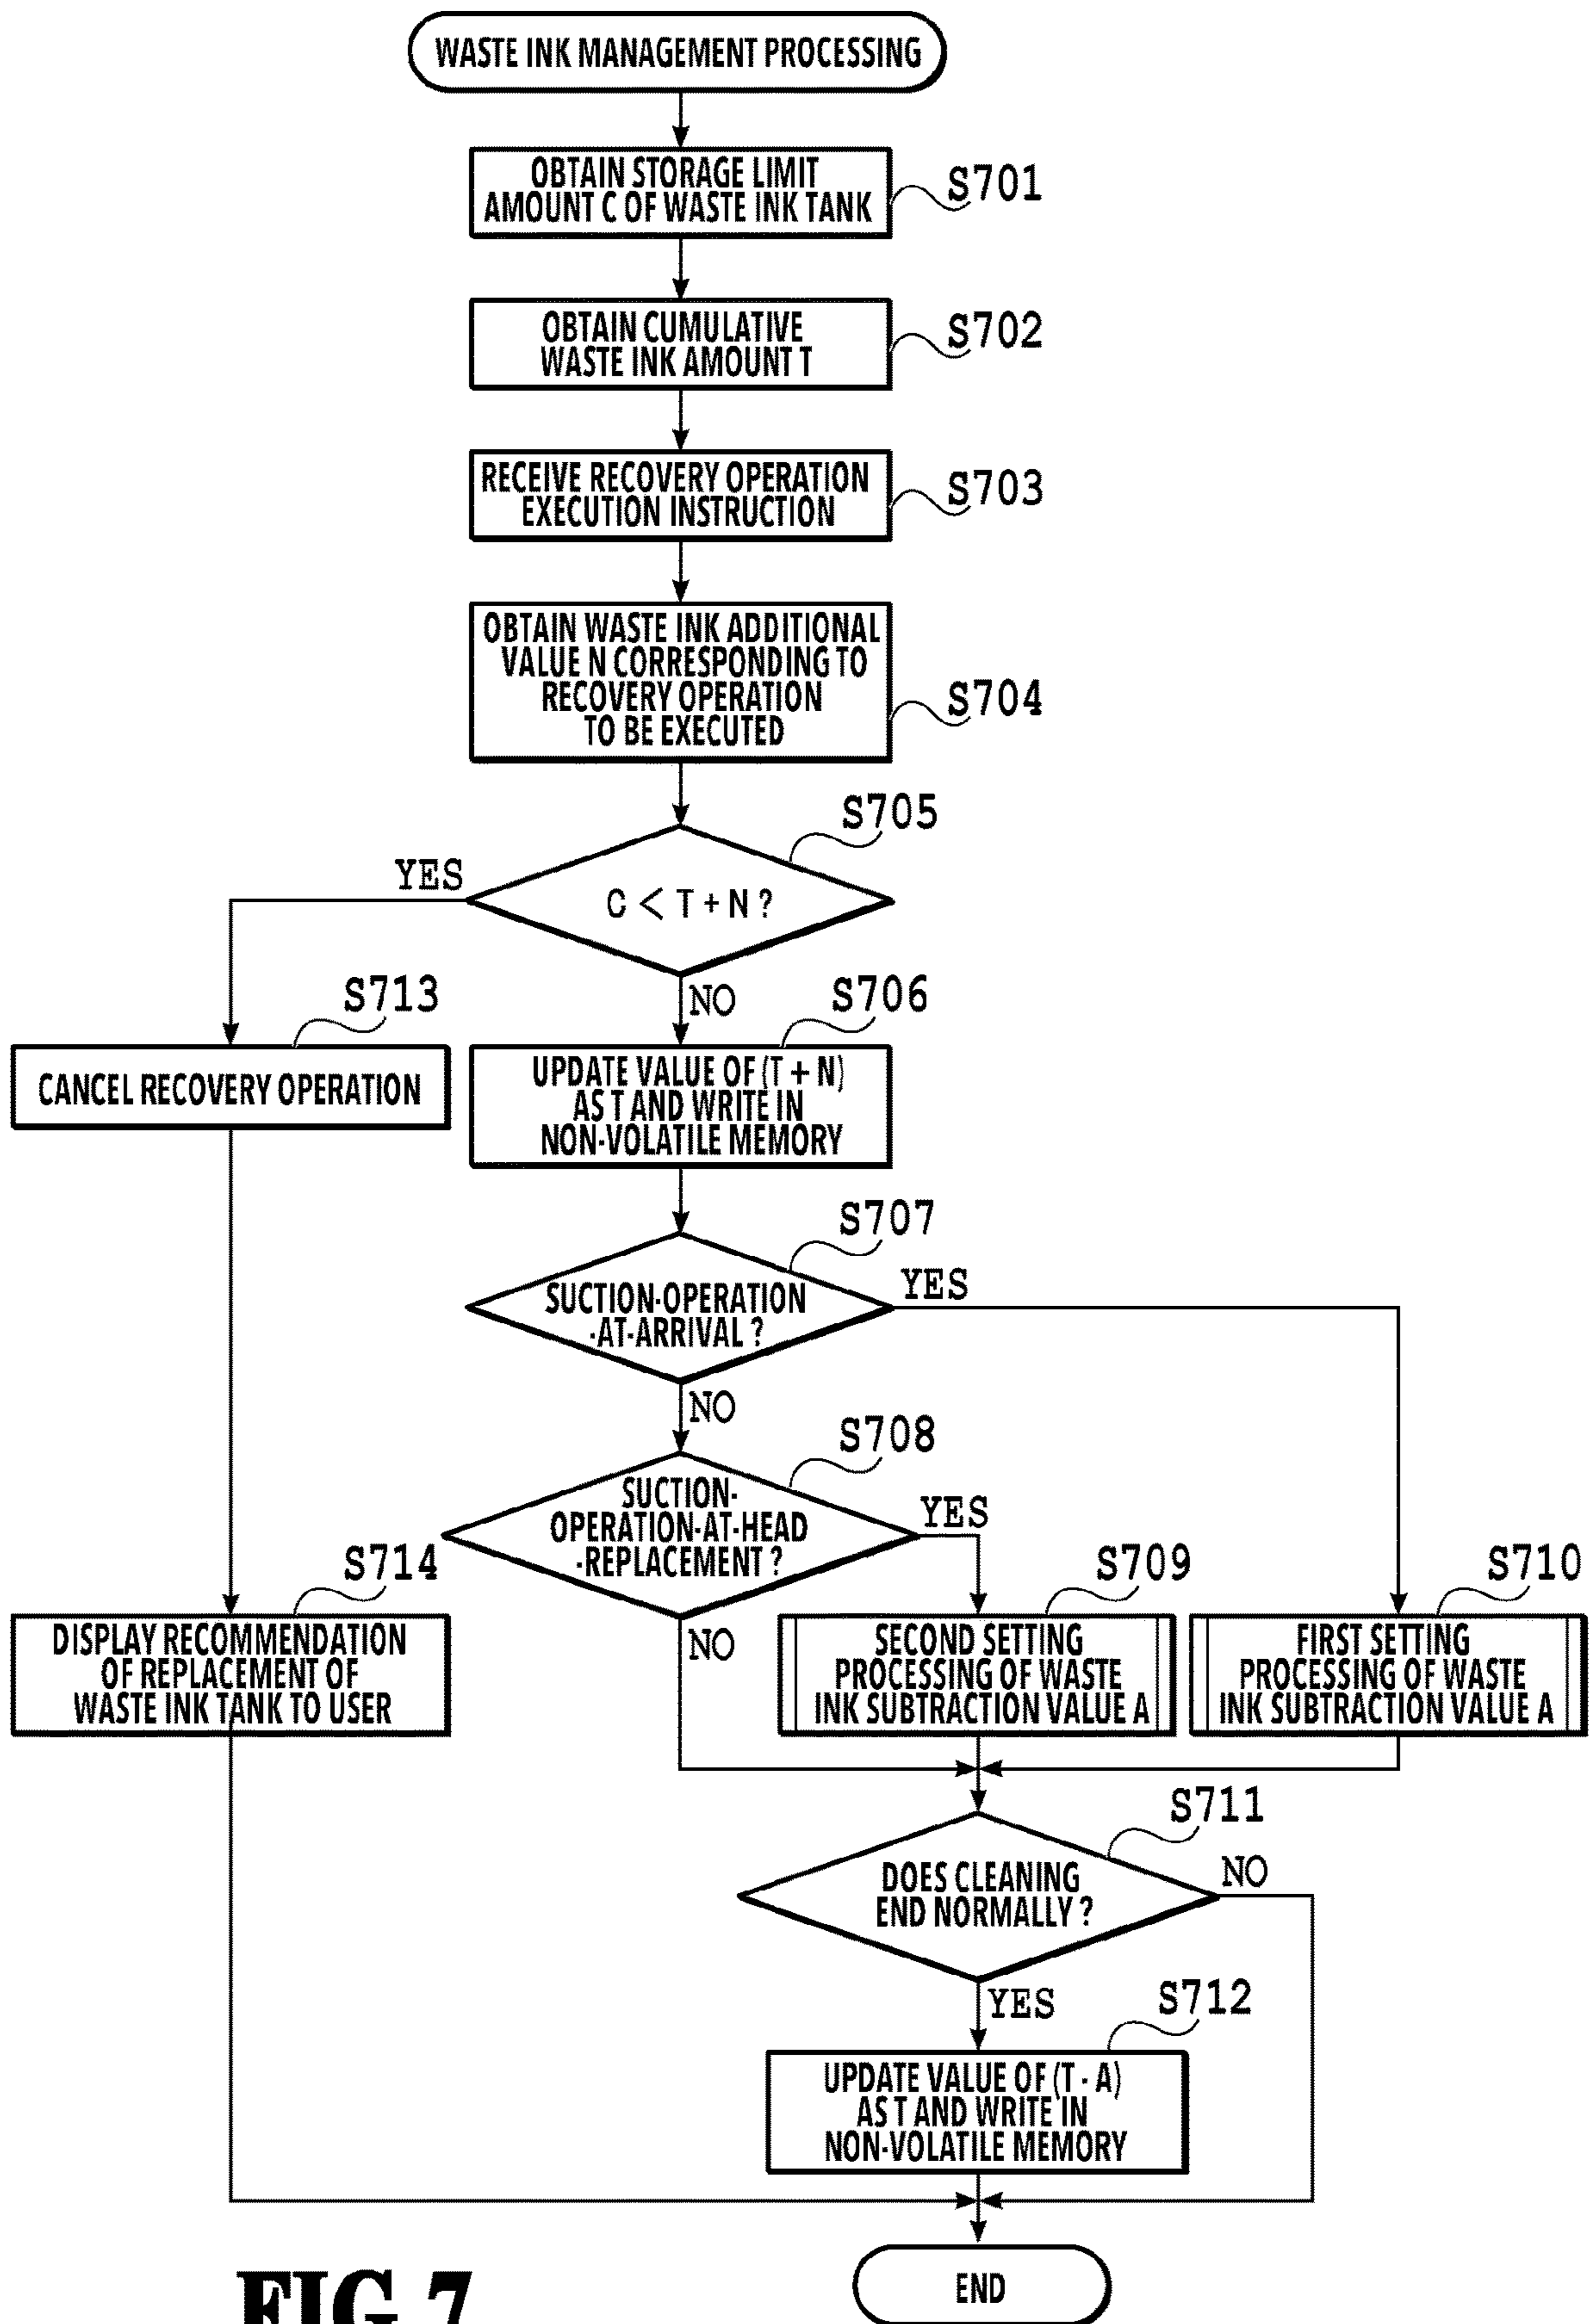 WASTE INK MANAGEMENT PROCESSING
OBTAIN STORAGE LIMIT
AMOUNT C OF WASTE INK TANK
S701
OBTAIN CUMULATIVE
WASTE INK AMOUNT T
S702
RECEIVE RECOVERY OPERATION
EXECUTION INSTRUCTION
S703
OBTAIN WASTE INK ADDITIONAL
VALUE N CORRESPONDING TO
RECOVERY OPERATION
TO BE EXECUTED
S704
S705
YES
C < T + N ?
NO
S713
CANCEL RECOVERY OPERATION
S706
UPDATE VALUE OF (T + N)
AS T AND WRITE IN
NON-VOLATILE MEMORY
S707
SUCTION-OPERATION
-AT-ARRIVAL ?
YES
NO
S708
SUCTION-
OPERATION-AT-HEAD
-REPLACEMENT ?
YES
NO
S714
DISPLAY RECOMMENDATION
OF REPLACEMENT OF
WASTE INK TANK TO USER
S709
SECOND SETTING
PROCESSING OF WASTE
INK SUBTRACTION VALUE A
S710
FIRST SETTING
PROCESSING OF WASTE
INK SUBTRACTION VALUE A
S711
DOES CLEANING
END NORMALLY ?
NO
YES
S712
UPDATE VALUE OF (T - A)
AS T AND WRITE IN
NON-VOLATILE MEMORY
END
FIG.7